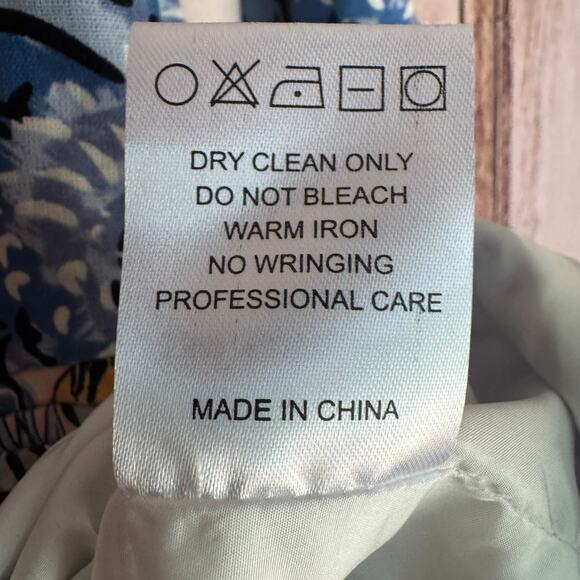 DRY CLEAN ONLY
DO NOT BLEACH
WARM IRON
NO WRINGING
PROFESSIONAL CARE
MADE IN CHINA